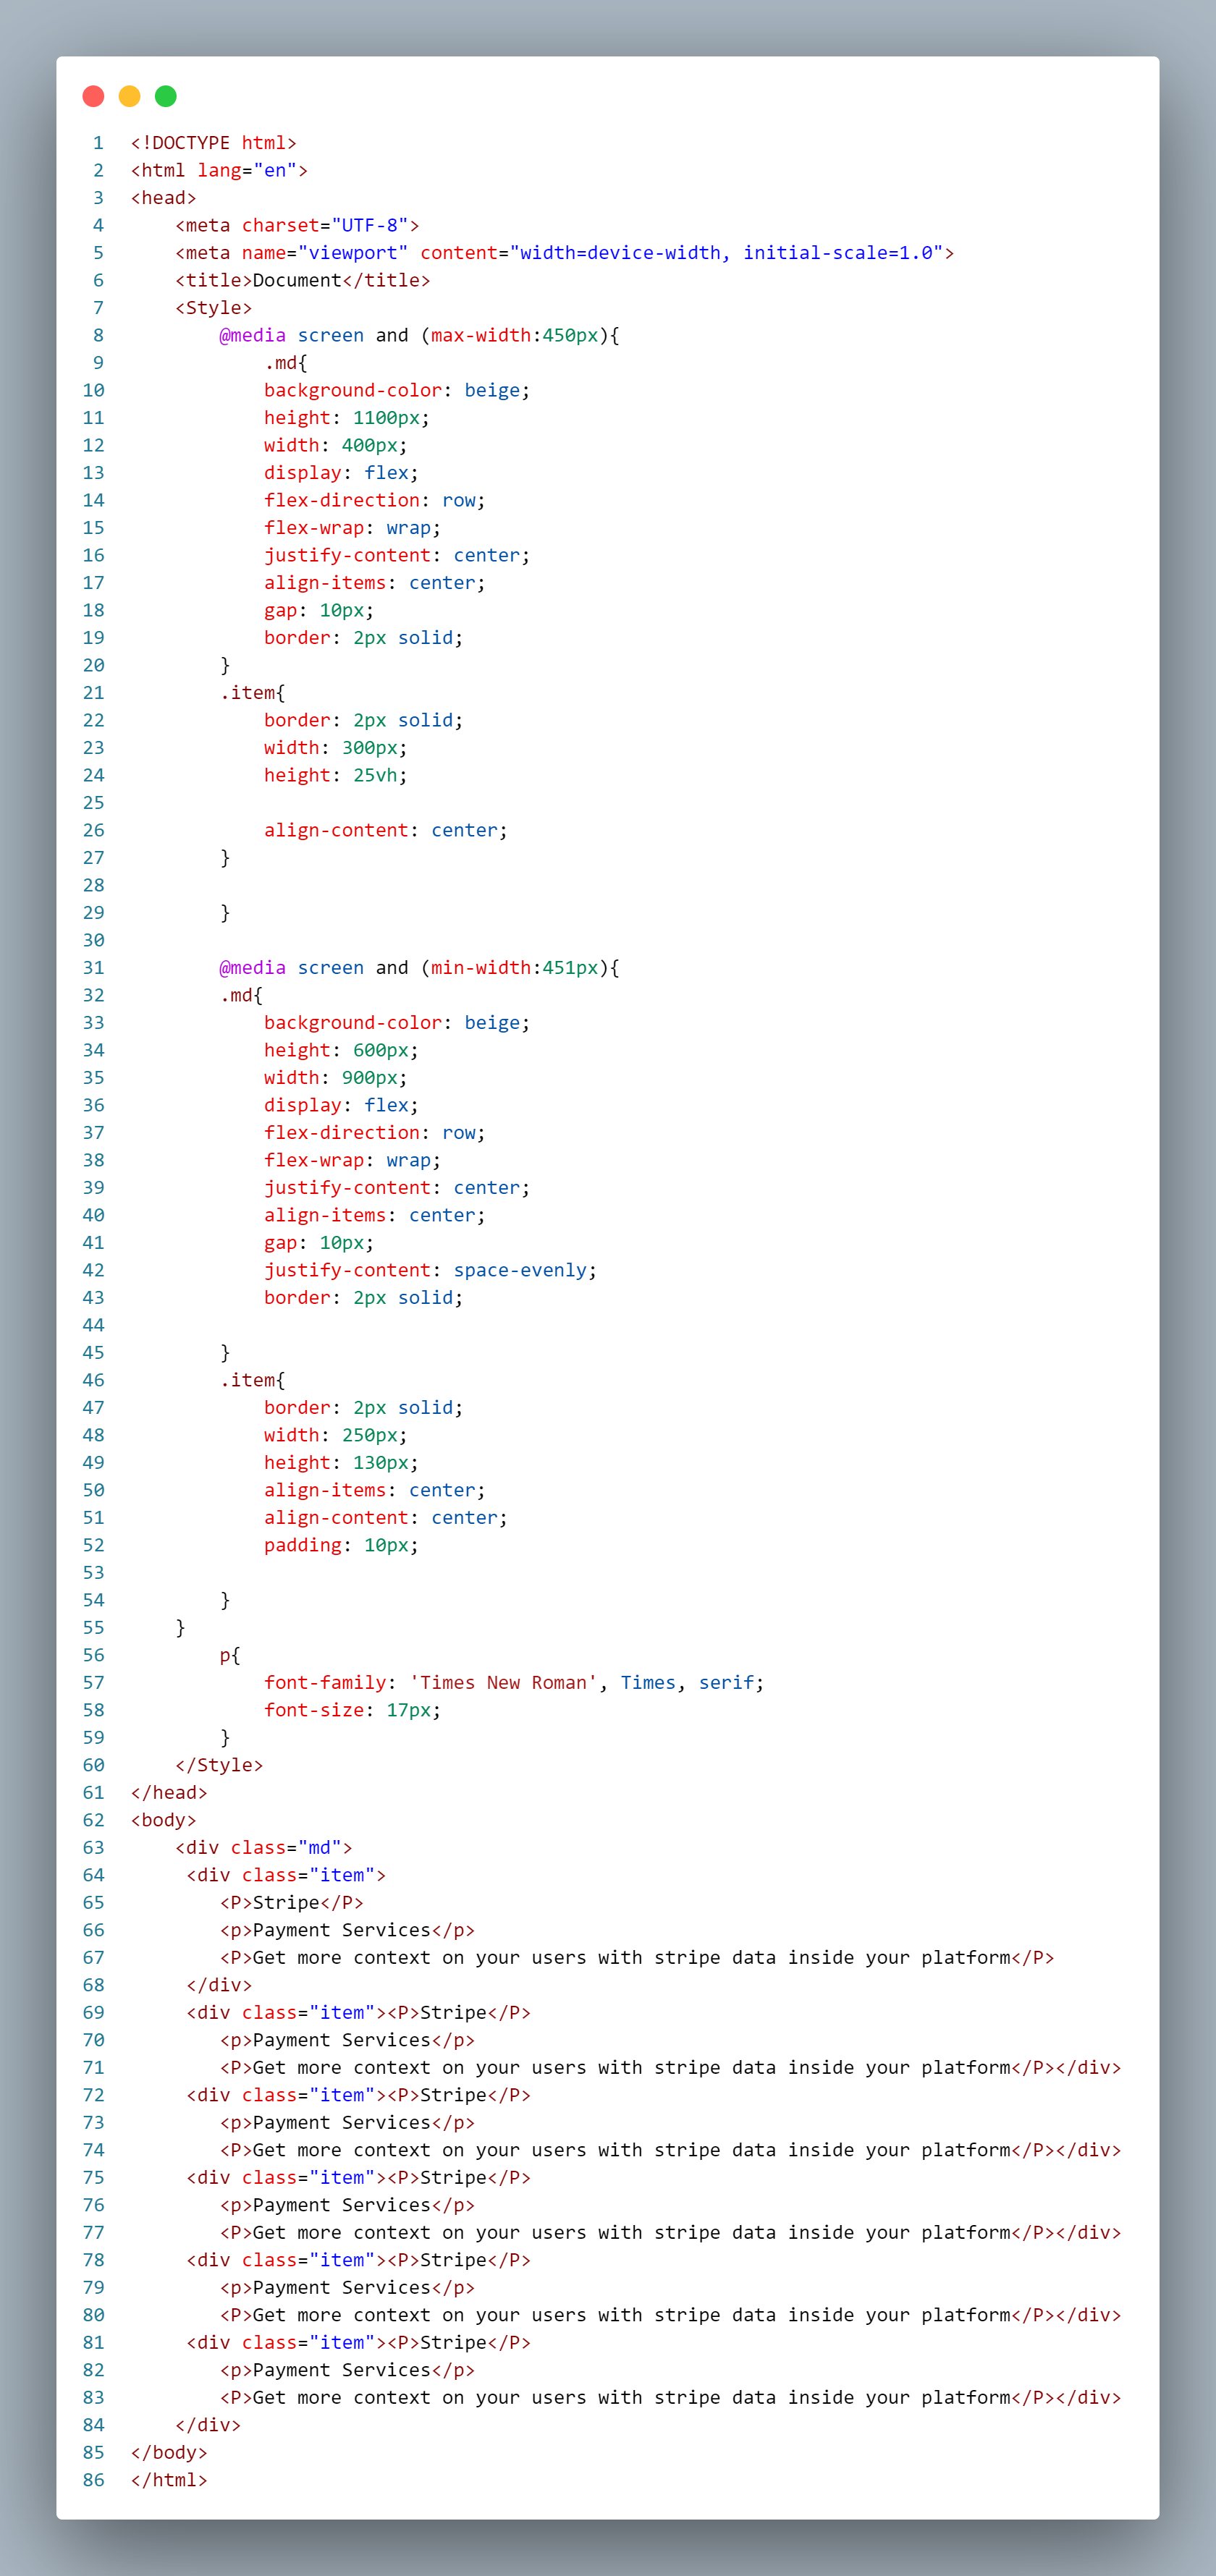 1 <!DOCTYPE html>
2 <html lang="en">
3 <head>
4     <meta charset="UTF-8">
5     <meta name="viewport" content="width=device-width, initial-scale=1.0">
6     <title>Document</title>
7     <Style>
8         @media screen and (max-width:450px){
9             .md{
10             background-color: beige;
11             height: 1100px;
12             width: 400px;
13             display: flex;
14             flex-direction: row;
15             flex-wrap: wrap;
16             justify-content: center;
17             align-items: center;
18             gap: 10px;
19             border: 2px solid;
20         }
21         .item{
22             border: 2px solid;
23             width: 300px;
24             height: 25vh;
25
26             align-content: center;
27         }
28
29         }
30
31         @media screen and (min-width:451px){
32         .md{
33             background-color: beige;
34             height: 600px;
35             width: 900px;
36             display: flex;
37             flex-direction: row;
38             flex-wrap: wrap;
39             justify-content: center;
40             align-items: center;
41             gap: 10px;
42             justify-content: space-evenly;
43             border: 2px solid;
44
45         }
46         .item{
47             border: 2px solid;
48             width: 250px;
49             height: 130px;
50             align-items: center;
51             align-content: center;
52             padding: 10px;
53
54         }
55     }
56         p{
57             font-family: 'Times New Roman', Times, serif;
58             font-size: 17px;
59         }
60     </Style>
61 </head>
62 <body>
63     <div class="md">
64      <div class="item">
65         <P>Stripe</P>
66         <p>Payment Services</p>
67         <P>Get more context on your users with stripe data inside your platform</P>
68      </div>
69      <div class="item"><P>Stripe</P>
70         <p>Payment Services</p>
71         <P>Get more context on your users with stripe data inside your platform</P></div>
72      <div class="item"><P>Stripe</P>
73         <p>Payment Services</p>
74         <P>Get more context on your users with stripe data inside your platform</P></div>
75      <div class="item"><P>Stripe</P>
76         <p>Payment Services</p>
77         <P>Get more context on your users with stripe data inside your platform</P></div>
78      <div class="item"><P>Stripe</P>
79         <p>Payment Services</p>
80         <P>Get more context on your users with stripe data inside your platform</P></div>
81      <div class="item"><P>Stripe</P>
82         <p>Payment Services</p>
83         <P>Get more context on your users with stripe data inside your platform</P></div>
84     </div>
85 </body>
86 </html>